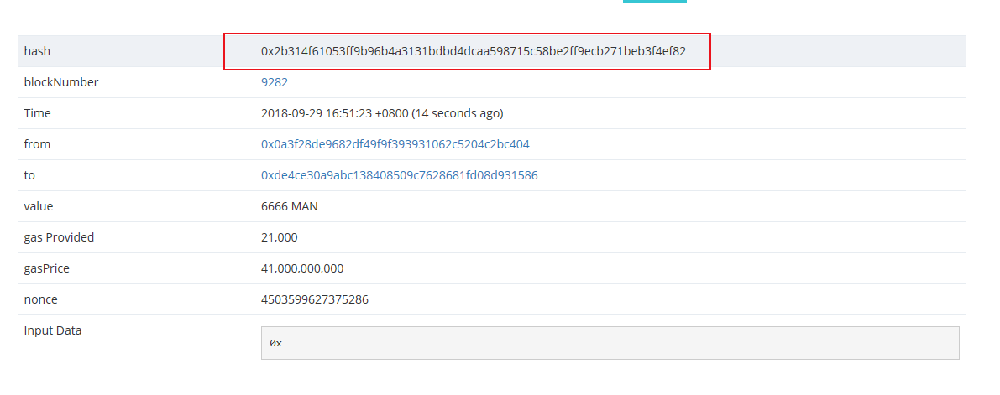 hash 0x2b314f61053ff9b96b4a3131bdbd4dcaa598715c58be2ff9ecb271beb3f4ef82
blockNumber 9282
Time 2018-09-29 16:51:23 +0800 (14 seconds ago)
from 0x0a3f28de9682df49f9f393931062c5204c2bc404
to 0xde4ce30a9abc138408509c7628681fd08d931586
value 6666 MAN
gas Provided 21,000
gasPrice 41,000,000,000
nonce 4503599627375286
Input Data 0x